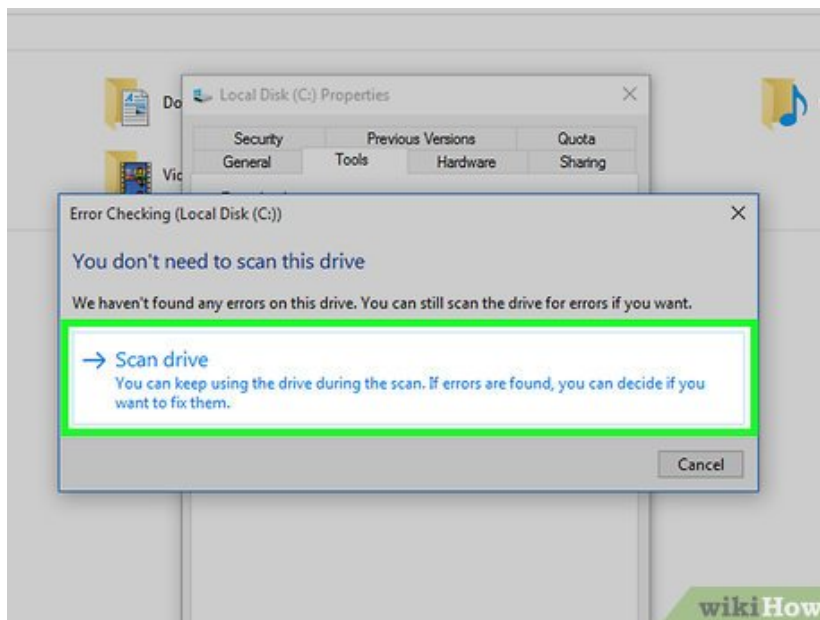 Do
Local Disk (C:) Properties
Security Previous Versions Quota
General Tools Hardware Sharing
Vic
Error Checking (Local Disk (C:))
You don't need to scan this drive
We haven't found any errors on this drive. You can still scan the drive for errors if you want.
Scan drive
You can keep using the drive during the scan. If errors are found, you can decide if you
want to fix them.
Cancel
wikiHow